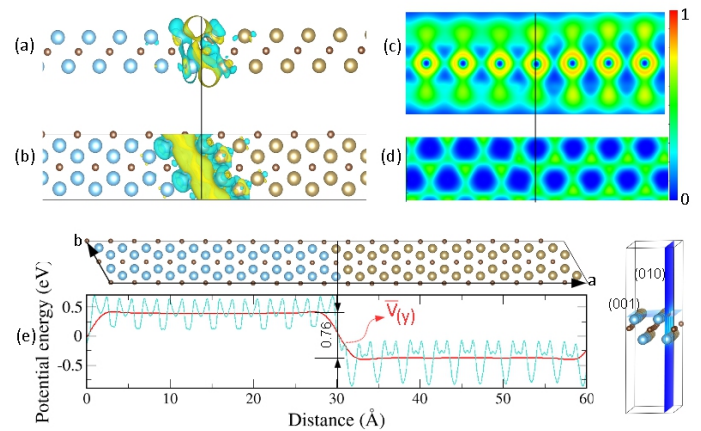 (a)
(b)
(c)
(d)
1
0
b
a
(010)
(001)
(e)
Potential energy (eV)
0.5
0
-0.5
0.76
V̅(y)
0
10
20
30
40
50
60
Distance (Å)